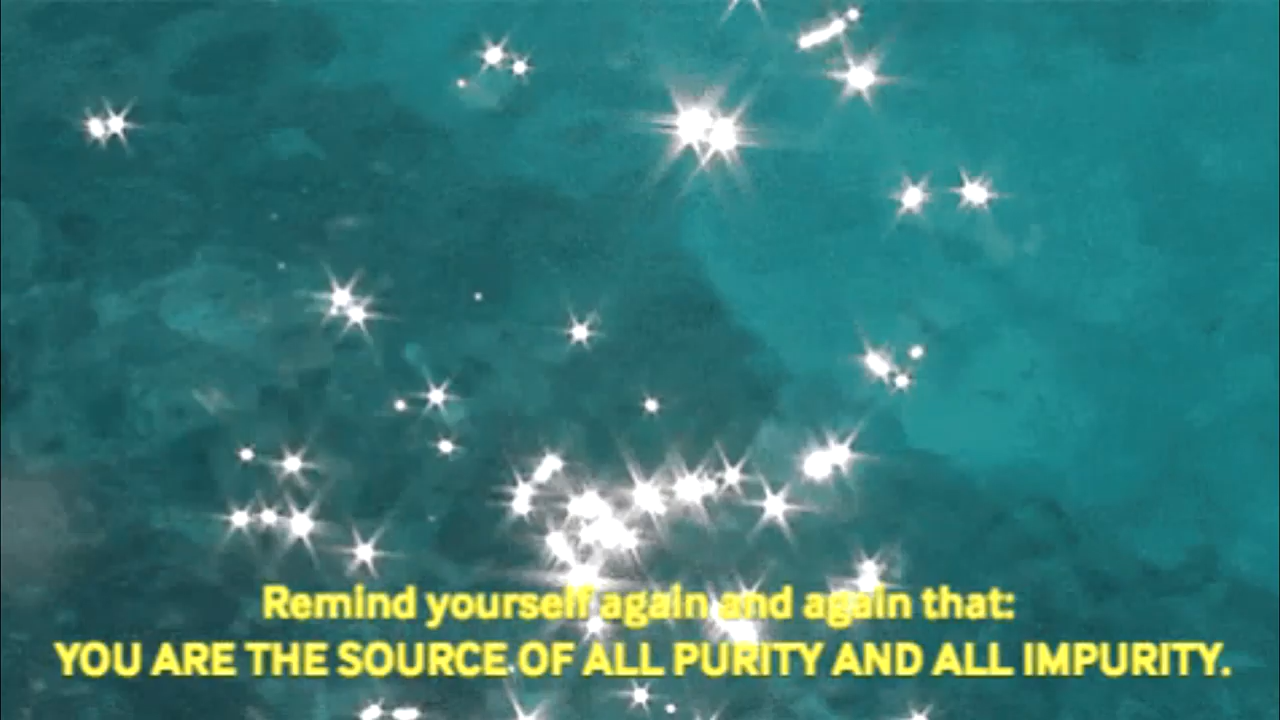 Remind yourself again and again that:
YOU ARE THE SOURCE OF ALL PURITY AND ALL IMPURITY.